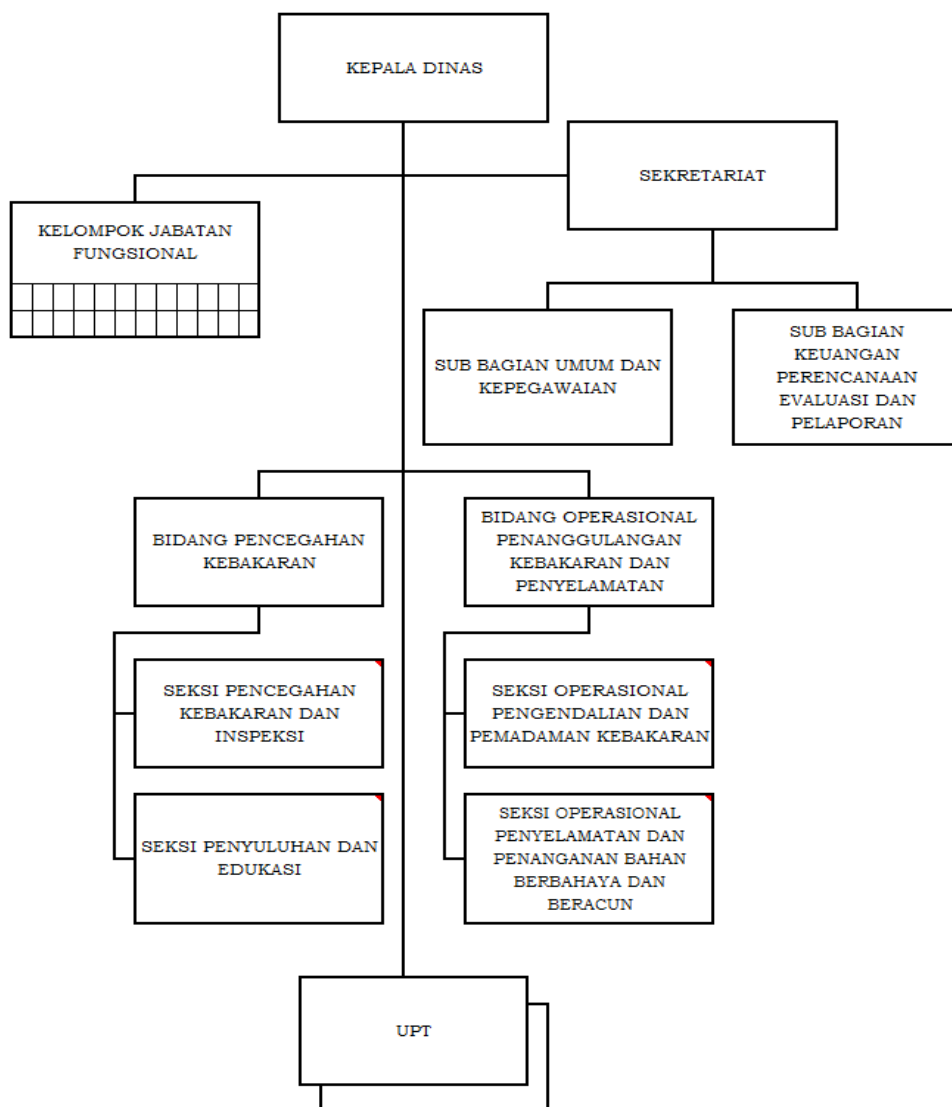 KEPALA DINAS
SEKRETARIAT
KELOMPOK JABATAN
FUNGSIONAL
SUB BAGIAN UMUM DAN
KEPEGAWAIAN
SUB BAGIAN
KEUANGAN
PERENCANAAN
EVALUASI DAN
PELAPORAN
BIDANG PENCEGAHAN
KEBAKARAN
BIDANG OPERASIONAL
PENANGGULANGAN
KEBAKARAN DAN
PENYELAMATAN
SEKSI PENCEGAHAN
KEBAKARAN DAN
INSPEKSI
SEKSI OPERASIONAL
PENGENDALIAN DAN
PEMADAMAN KEBAKARAN
SEKSI PENYULUHAN DAN
EDUKASI
SEKSI OPERASIONAL
PENYELAMATAN DAN
PENANGANAN BAHAN
BERBAHAYA DAN
BERACUN
UPT